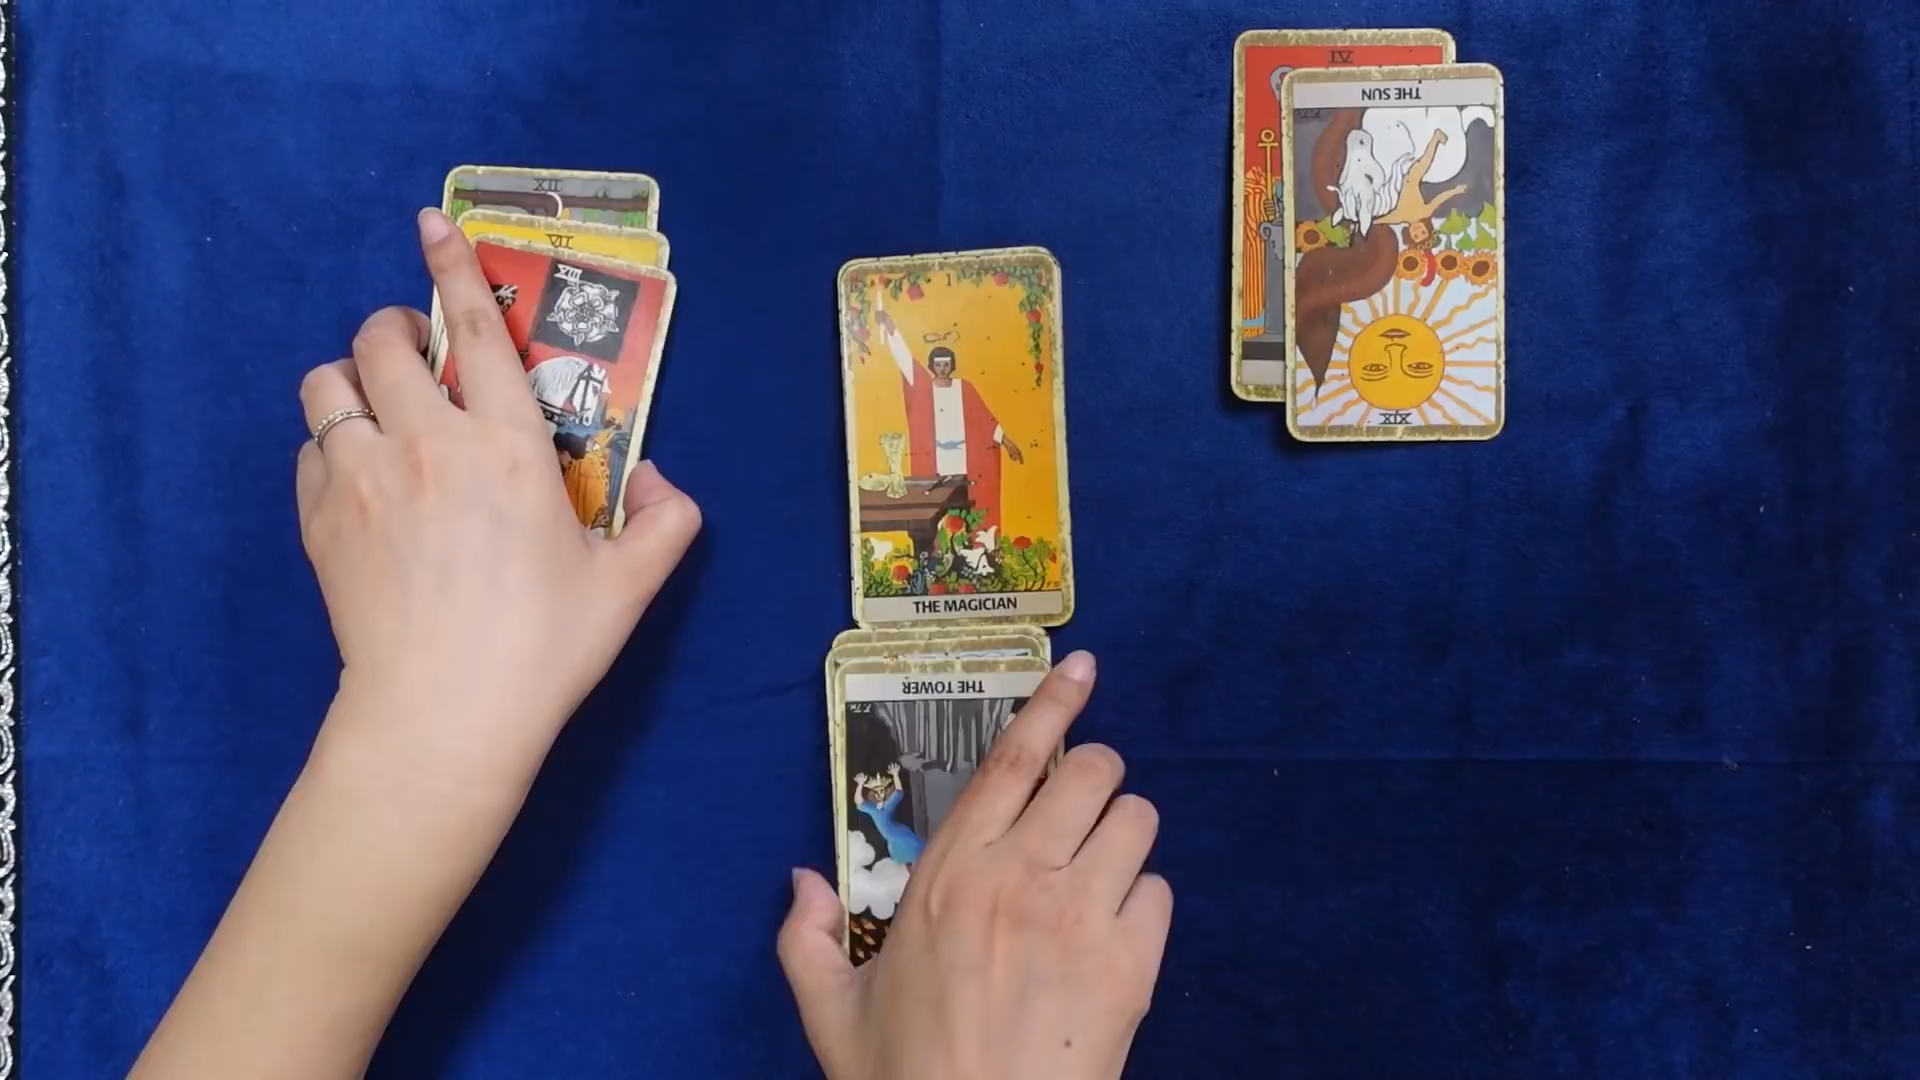 XII
VII
XIII
I
THE MAGICIAN
THE TOWER
IV
THE SUN
XIX